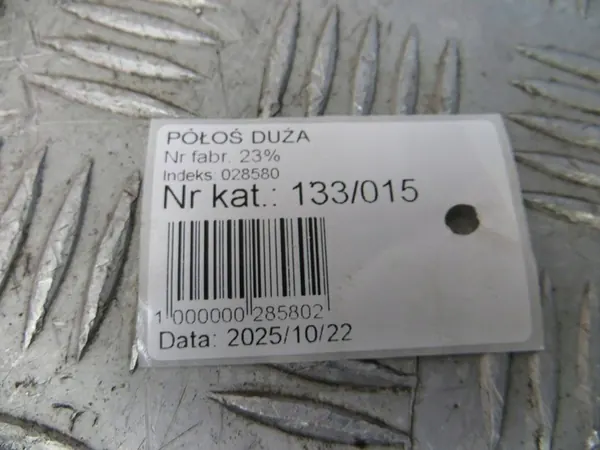 PÓŁOŚ DUŻA
Nr fabr. 23%
Indeks: 028580
Nr kat.: 133/015
1 000000 285802
Data: 2025/10/22